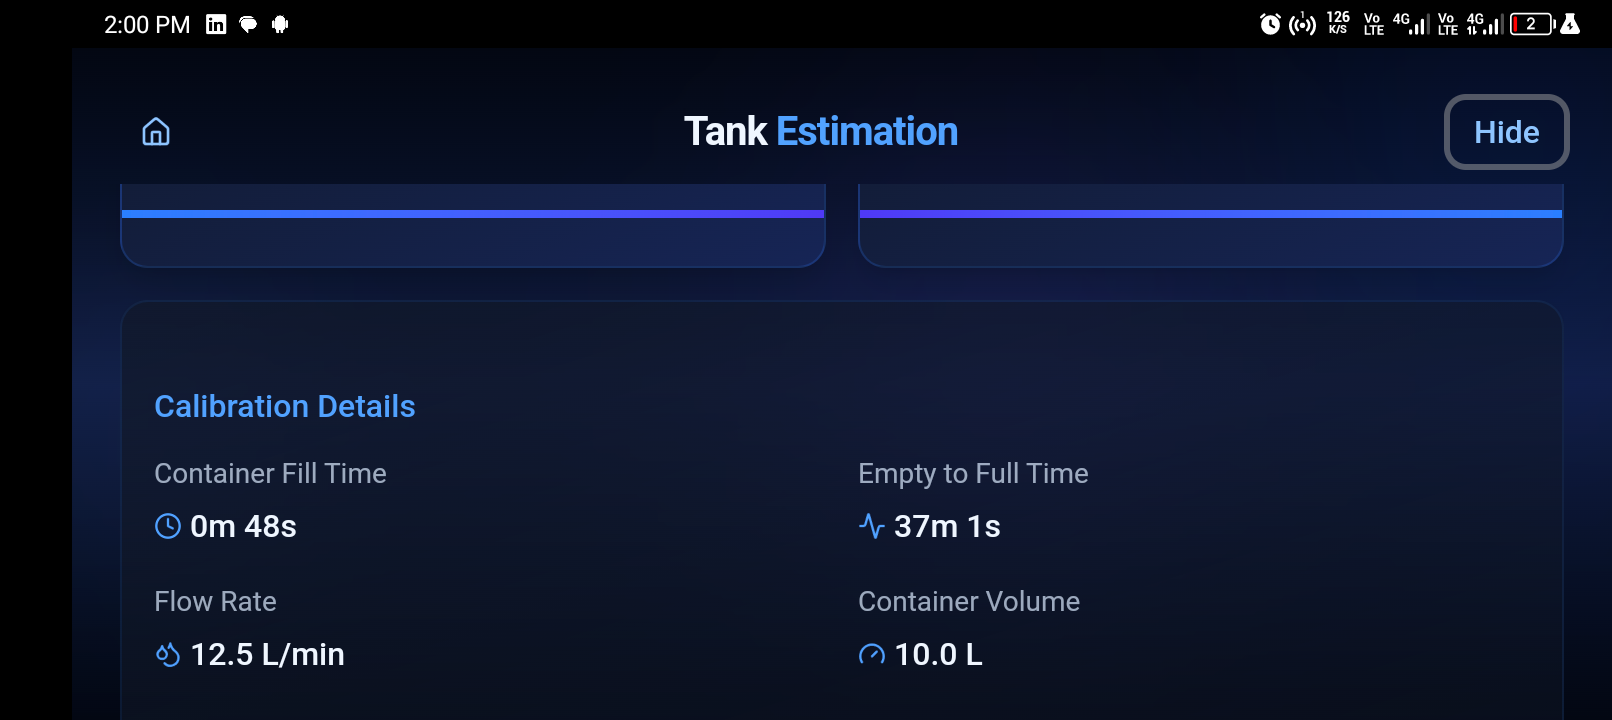 2:00 PM
1
126 K/S
Vo LTE 4G
Vo LTE 4G
2
Tank Estimation
Hide
Calibration Details
Container Fill Time
Empty to Full Time
0m 48s
37m 1s
Flow Rate
Container Volume
12.5 L/min
10.0 L